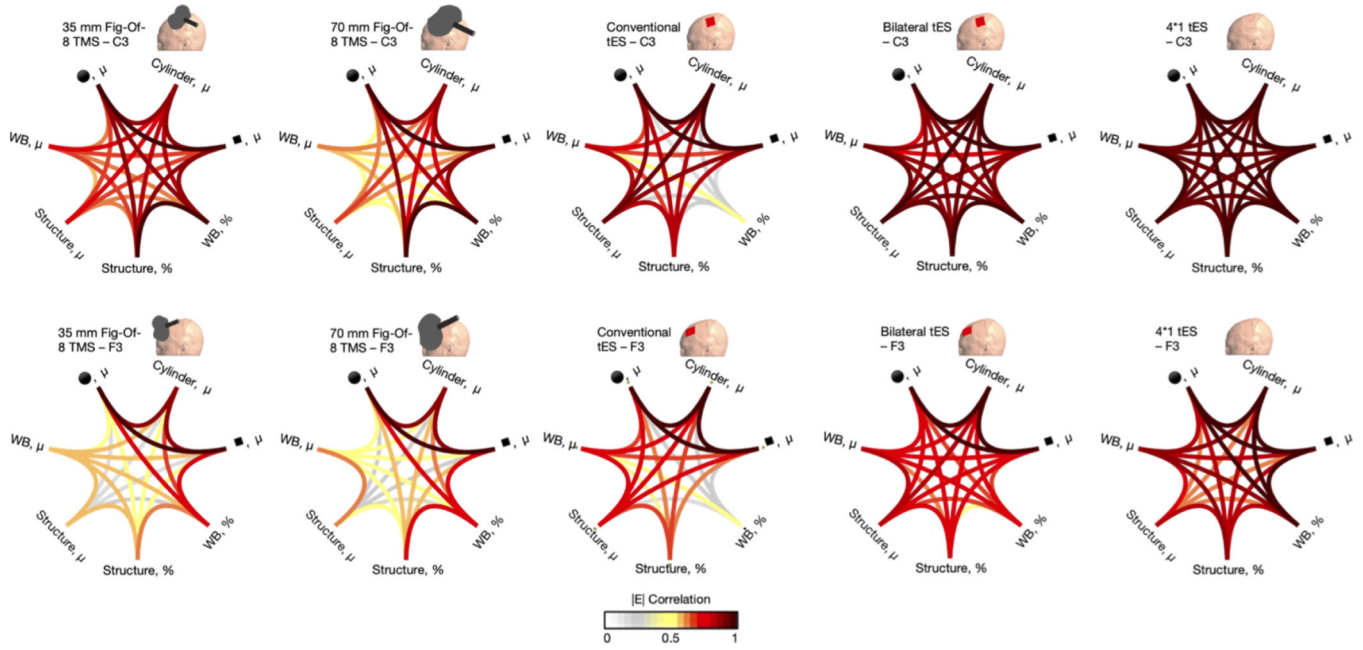 35 mm Fig-Of-
8 TMS – C3
70 mm Fig-Of-
8 TMS – C3
Conventional
tES – C3
Bilateral tES
– C3
4*1 tES
– C3
, μ
Cylinder, μ
, μ
WB, %
Structure, %
Structure, μ
WB, μ
, μ
Cylinder, μ
, μ
WB, %
Structure, %
Structure, μ
WB, μ
, μ
Cylinder, μ
, μ
WB, %
Structure, %
Structure, μ
WB, μ
, μ
Cylinder, μ
, μ
WB, %
Structure, %
Structure, μ
WB, μ
, μ
Cylinder, μ
, μ
WB, %
Structure, %
Structure, μ
WB, μ
35 mm Fig-Of-
8 TMS – F3
70 mm Fig-Of-
8 TMS – F3
Conventional
tES – F3
Bilateral tES
– F3
4*1 tES
– F3
, μ
Cylinder, μ
, μ
WB, %
Structure, %
Structure, μ
WB, μ
, μ
Cylinder, μ
, μ
WB, %
Structure, %
Structure, μ
WB, μ
, μ
Cylinder, μ
, μ
WB, %
Structure, %
Structure, μ
WB, μ
, μ
Cylinder, μ
, μ
WB, %
Structure, %
Structure, μ
WB, μ
, μ
Cylinder, μ
, μ
WB, %
Structure, %
Structure, μ
WB, μ
|E| Correlation
0 0.5 1